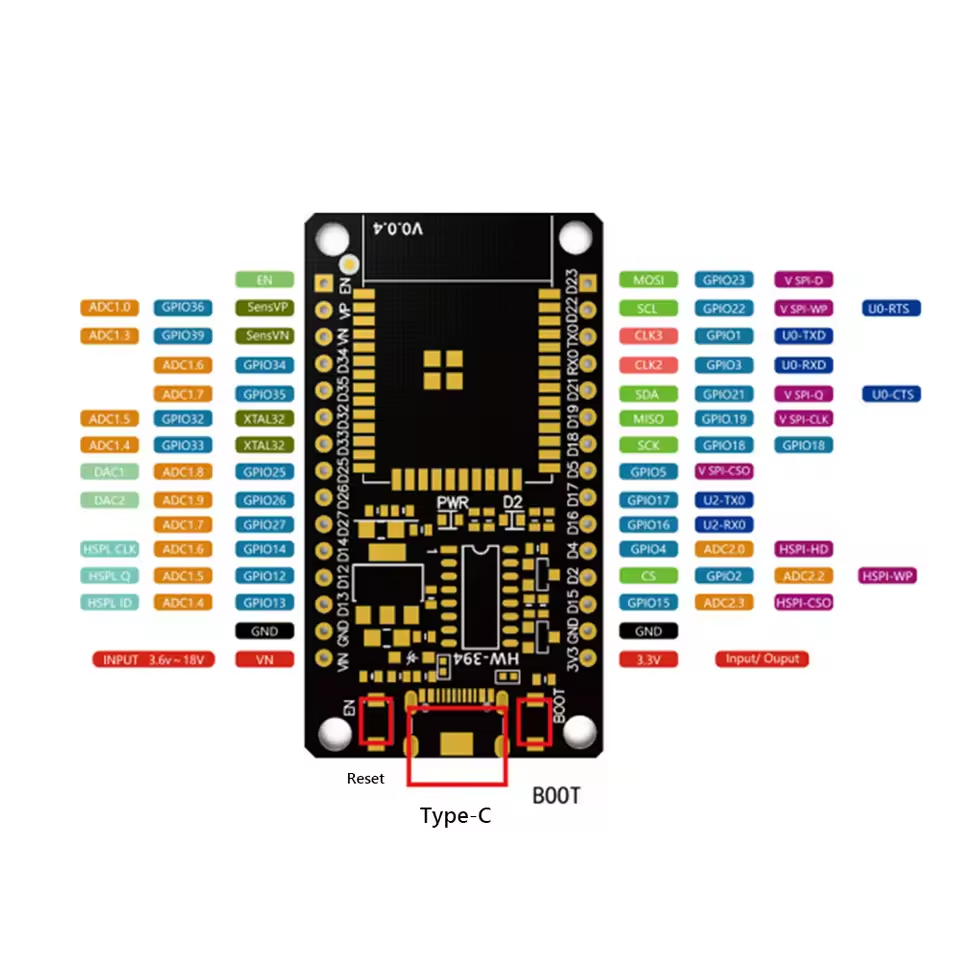 V0.0.4
EN EN D23 MOSI GPIO23 V SPI-D
ADC1.0 GPIO36 SensVP VP D22 SCL GPIO22 V SPI-WP U0-RTS
ADC1.3 GPIO39 SensVN VN TX0 CLK3 GPIO1 U0-TXD
ADC1.6 GPIO34 D34 RX0 CLK2 GPIO3 U0-RXD
ADC1.7 GPIO35 D35 D21 SDA GPIO21 V SPI-Q U0-CTS
ADC1.5 GPIO32 XTAL32 D32 D19 MISO GPIO.19 V SPI-CLK
ADC1.4 GPIO33 XTAL32 D33 D18 SCK GPIO18 GPIO18
DAC1 ADC1.8 GPIO25 D25 D5 GPIO5 V SPI-CSO
DAC2 ADC1.9 GPIO26 D26 PWR D2 D17 GPIO17 U2-TX0
ADC1.7 GPIO27 D27 D16 GPIO16 U2-RX0
HSPL CLK ADC1.6 GPIO14 D14 1 D4 GPIO4 ADC2.0 HSPI-HD
HSPL Q ADC1.5 GPIO12 D12 D2 CS GPIO2 ADC2.2 HSPI-WP
HSPL ID ADC1.4 GPIO13 D13 D15 GPIO15 ADC2.3 HSPI-CSO
GND GND GND GND
INPUT 3.6v~18V VN VIN HW-394 3V3 3.3V Input/ Ouput
EN BOOT
Reset
Type-C
BOOT